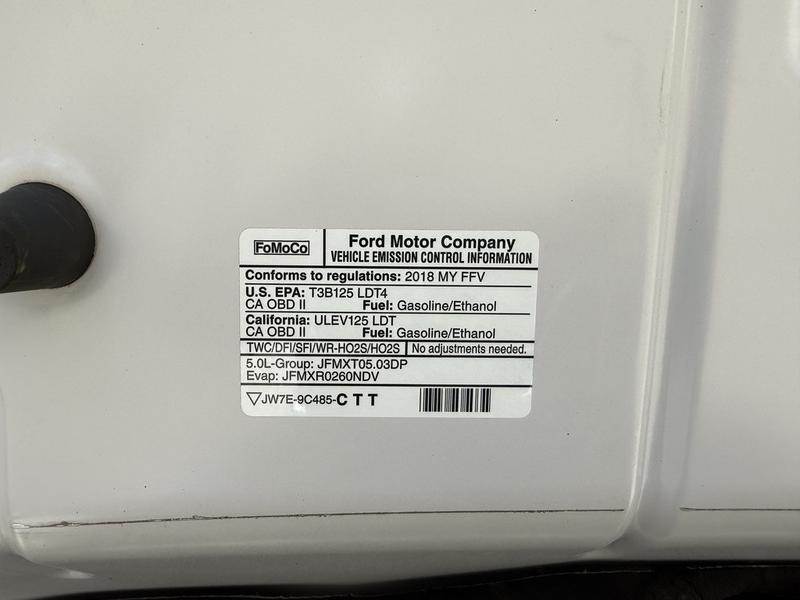 FoMoCo
Ford Motor Company
VEHICLE EMISSION CONTROL INFORMATION
Conforms to regulations: 2018 MY FFV
U.S. EPA: T3B125 LDT4
CA OBD II Fuel: Gasoline/Ethanol
California: ULEV125 LDT
CA OBD II Fuel: Gasoline/Ethanol
TWC/DFI/SFI/WR-HO2S/HO2S No adjustments needed.
5.0L-Group: JFMXT05.03DP
Evap: JFMXR0260NDV
JW7E-9C485-CTT